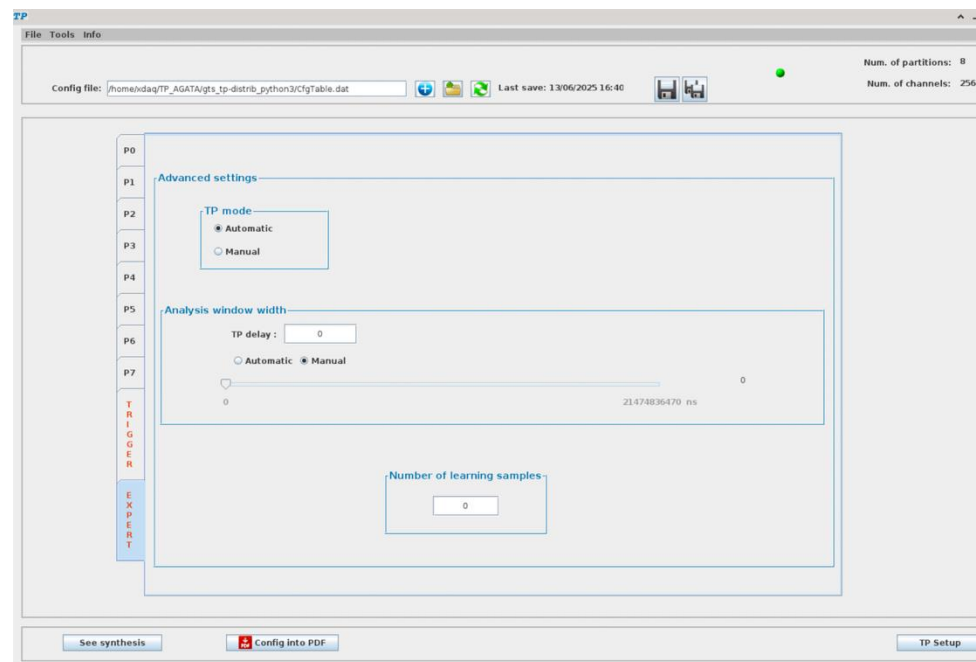 TP
File Tools Info
Num. of partitions: 8
Config file: /home/xdaq/TP_AGATA/gts_tp-distrib_python3/CfgTable.dat Last save: 13/06/2025 16:40
Num. of channels: 256
P0
P1
P2
P3
P4
P5
P6
P7
TRIGGER
EXPERT
Advanced settings
TP mode
Automatic
Manual
Analysis window width
TP delay : 0
Automatic Manual
0
0 21474836470 ns
Number of learning samples
0
See synthesis
PDF Config into PDF
TP Setup